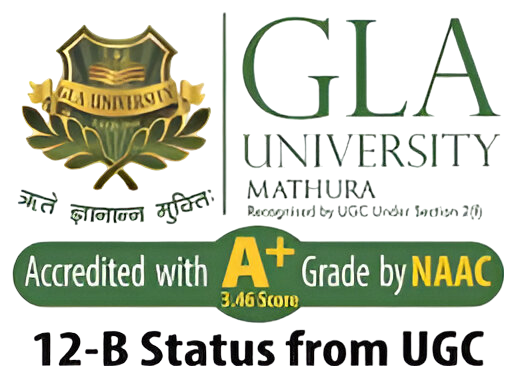 GLA UNIVERSITY
ऋते ज्ञानान्न मुक्तिः
GLA
UNIVERSITY
MATHURA
Recognised by UGC Under Section 2(f)
Accredited with A+ Grade by NAAC
3.46 Score
12-B Status from UGC